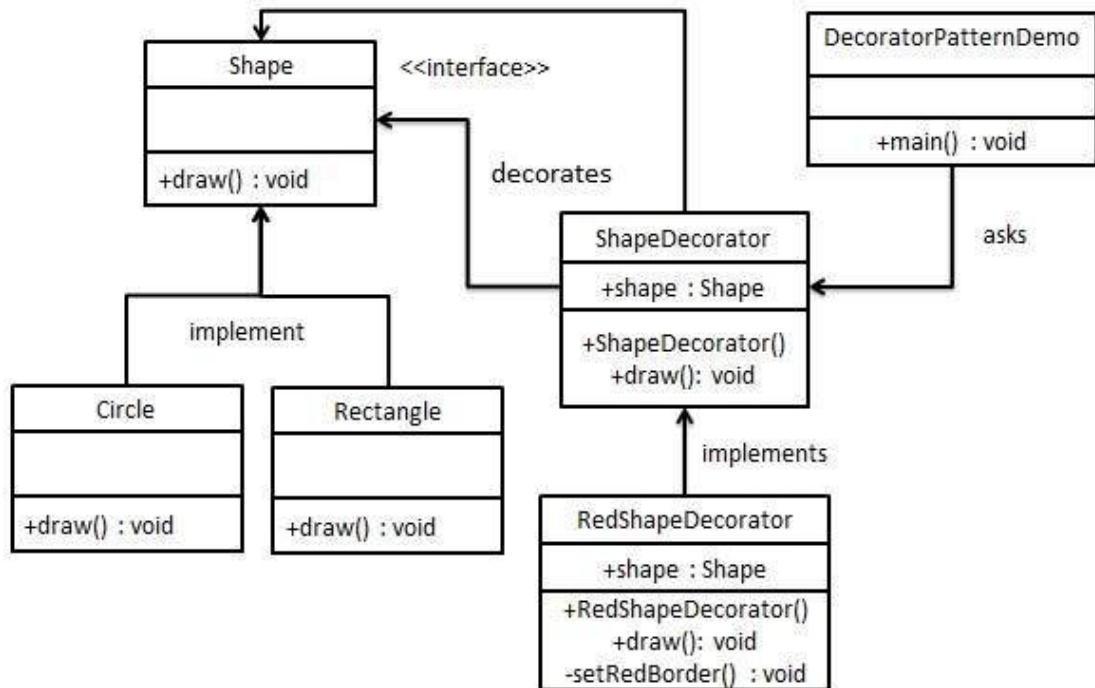 Shape
+draw() : void
<<interface>>
decorates
DecoratorPatternDemo
+main() : void
asks
ShapeDecorator
+shape : Shape
+ShapeDecorator()
+draw(): void
implement
Circle
+draw() : void
Rectangle
+draw() : void
implements
RedShapeDecorator
+shape : Shape
+RedShapeDecorator()
+draw(): void
-setRedBorder() : void